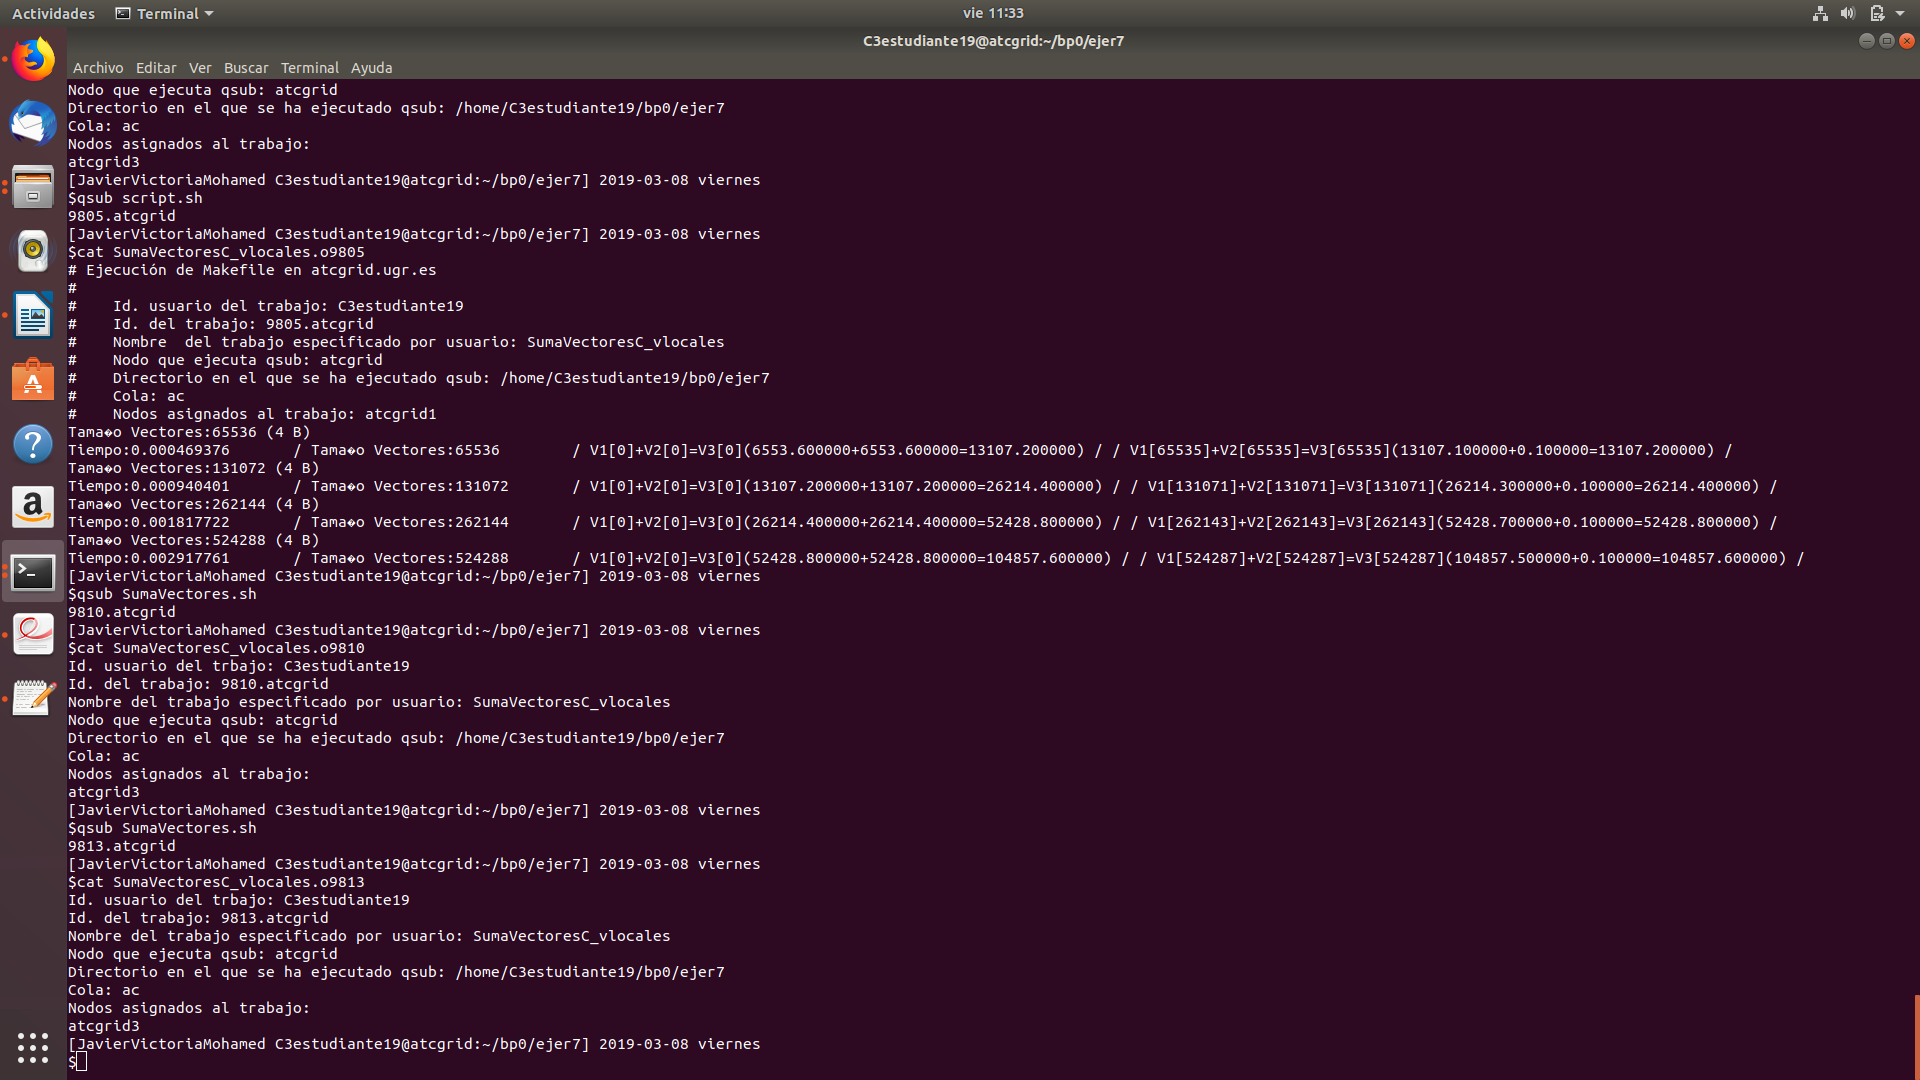 Actividades Terminal vie 11:33
C3estudiante19@atcgrid:~/bp0/ejer7
Archivo Editar Ver Buscar Terminal Ayuda
Nodo que ejecuta qsub: atcgrid
Directorio en el que se ha ejecutado qsub: /home/C3estudiante19/bp0/ejer7
Cola: ac
Nodos asignados al trabajo:
atcgrid3
[JavierVictoriaMohamed C3estudiante19@atcgrid:~/bp0/ejer7] 2019-03-08 viernes
$qsub script.sh
9805.atcgrid
[JavierVictoriaMohamed C3estudiante19@atcgrid:~/bp0/ejer7] 2019-03-08 viernes
$cat SumaVectoresC_vlocales.o9805
# Ejecución de Makefile en atcgrid.ugr.es
#
#    Id. usuario del trabajo: C3estudiante19
#    Id. del trabajo: 9805.atcgrid
#    Nombre  del trabajo especificado por usuario: SumaVectoresC_vlocales
#    Nodo que ejecuta qsub: atcgrid
#    Directorio en el que se ha ejecutado qsub: /home/C3estudiante19/bp0/ejer7
#    Cola: ac
#    Nodos asignados al trabajo: atcgrid1
Tama�o Vectores:65536 (4 B)
Tiempo:0.000469376       / Tama�o Vectores:65536        / V1[0]+V2[0]=V3[0](6553.600000+6553.600000=13107.200000) / / V1[65535]+V2[65535]=V3[65535](13107.100000+0.100000=13107.200000) /
Tama�o Vectores:131072 (4 B)
Tiempo:0.000940401       / Tama�o Vectores:131072       / V1[0]+V2[0]=V3[0](13107.200000+13107.200000=26214.400000) / / V1[131071]+V2[131071]=V3[131071](26214.300000+0.100000=26214.400000) /
Tama�o Vectores:262144 (4 B)
Tiempo:0.001817722       / Tama�o Vectores:262144       / V1[0]+V2[0]=V3[0](26214.400000+26214.400000=52428.800000) / / V1[262143]+V2[262143]=V3[262143](52428.700000+0.100000=52428.800000) /
Tama�o Vectores:524288 (4 B)
Tiempo:0.002917761       / Tama�o Vectores:524288       / V1[0]+V2[0]=V3[0](52428.800000+52428.800000=104857.600000) / / V1[524287]+V2[524287]=V3[524287](104857.500000+0.100000=104857.600000) /
[JavierVictoriaMohamed C3estudiante19@atcgrid:~/bp0/ejer7] 2019-03-08 viernes
$qsub SumaVectores.sh
9810.atcgrid
[JavierVictoriaMohamed C3estudiante19@atcgrid:~/bp0/ejer7] 2019-03-08 viernes
$cat SumaVectoresC_vlocales.o9810
Id. usuario del trbajo: C3estudiante19
Id. del trabajo: 9810.atcgrid
Nombre del trabajo especificado por usuario: SumaVectoresC_vlocales
Nodo que ejecuta qsub: atcgrid
Directorio en el que se ha ejecutado qsub: /home/C3estudiante19/bp0/ejer7
Cola: ac
Nodos asignados al trabajo:
atcgrid3
[JavierVictoriaMohamed C3estudiante19@atcgrid:~/bp0/ejer7] 2019-03-08 viernes
$qsub SumaVectores.sh
9813.atcgrid
[JavierVictoriaMohamed C3estudiante19@atcgrid:~/bp0/ejer7] 2019-03-08 viernes
$cat SumaVectoresC_vlocales.o9813
Id. usuario del trbajo: C3estudiante19
Id. del trabajo: 9813.atcgrid
Nombre del trabajo especificado por usuario: SumaVectoresC_vlocales
Nodo que ejecuta qsub: atcgrid
Directorio en el que se ha ejecutado qsub: /home/C3estudiante19/bp0/ejer7
Cola: ac
Nodos asignados al trabajo:
atcgrid3
[JavierVictoriaMohamed C3estudiante19@atcgrid:~/bp0/ejer7] 2019-03-08 viernes
$